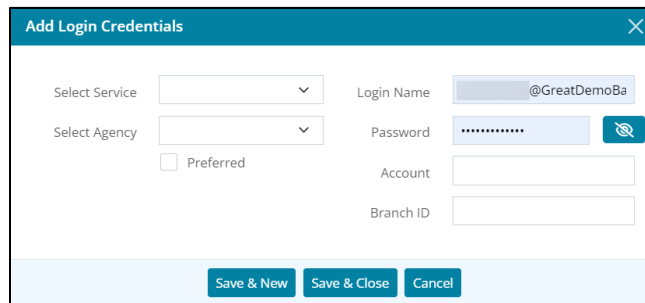 Add Login Credentials
Select Service
Login Name
@GreatDemoBa
Select Agency
Password
•••••••••••••
Preferred
Account
Branch ID
Save & New
Save & Close
Cancel